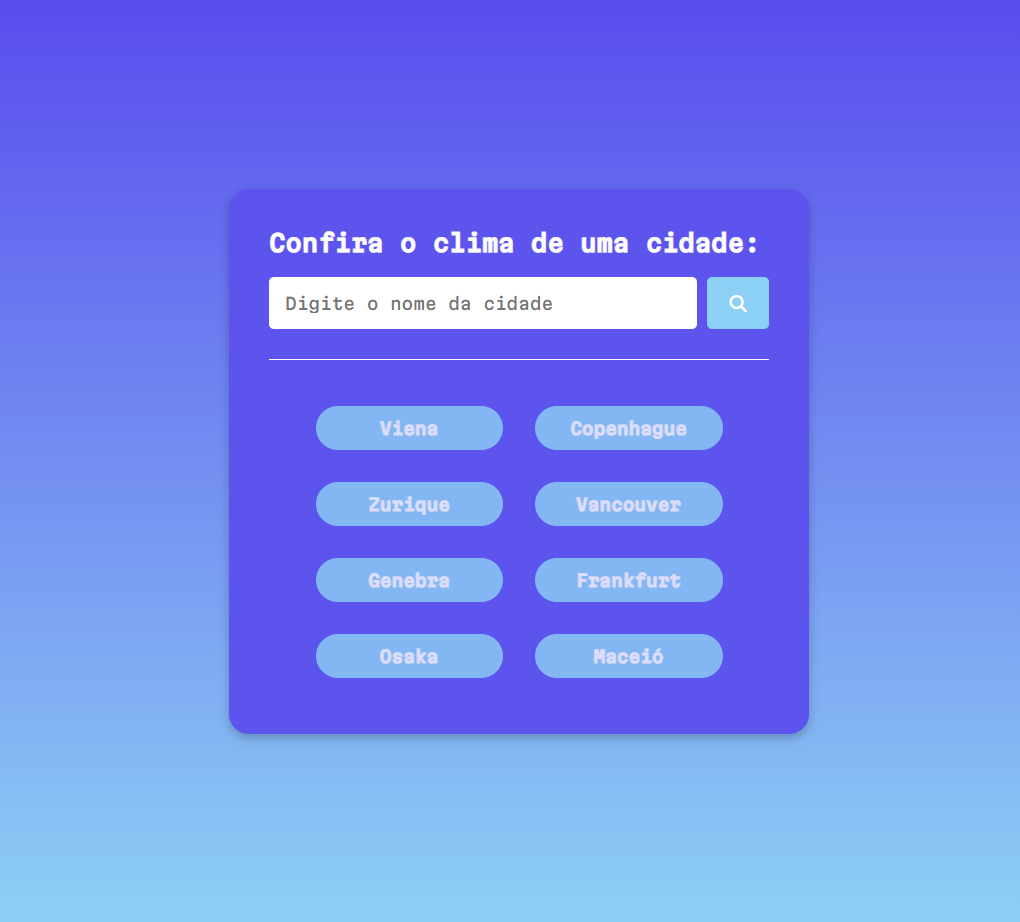 Confira o clima de uma cidade:
Digite o nome da cidade
Viena
Copenhague
Zurique
Vancouver
Genebra
Frankfurt
Osaka
Maceió